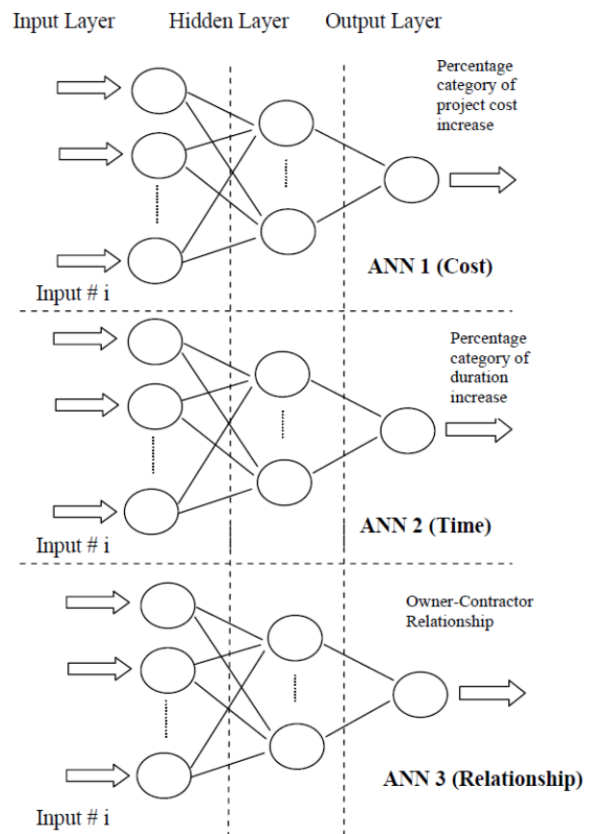 Input Layer
Hidden Layer
Output Layer
Percentage
category of
project cost
increase
ANN 1 (Cost)
Input # i
Percentage
category of
duration
increase
ANN 2 (Time)
Input # i
Owner-Contractor
Relationship
ANN 3 (Relationship)
Input # i